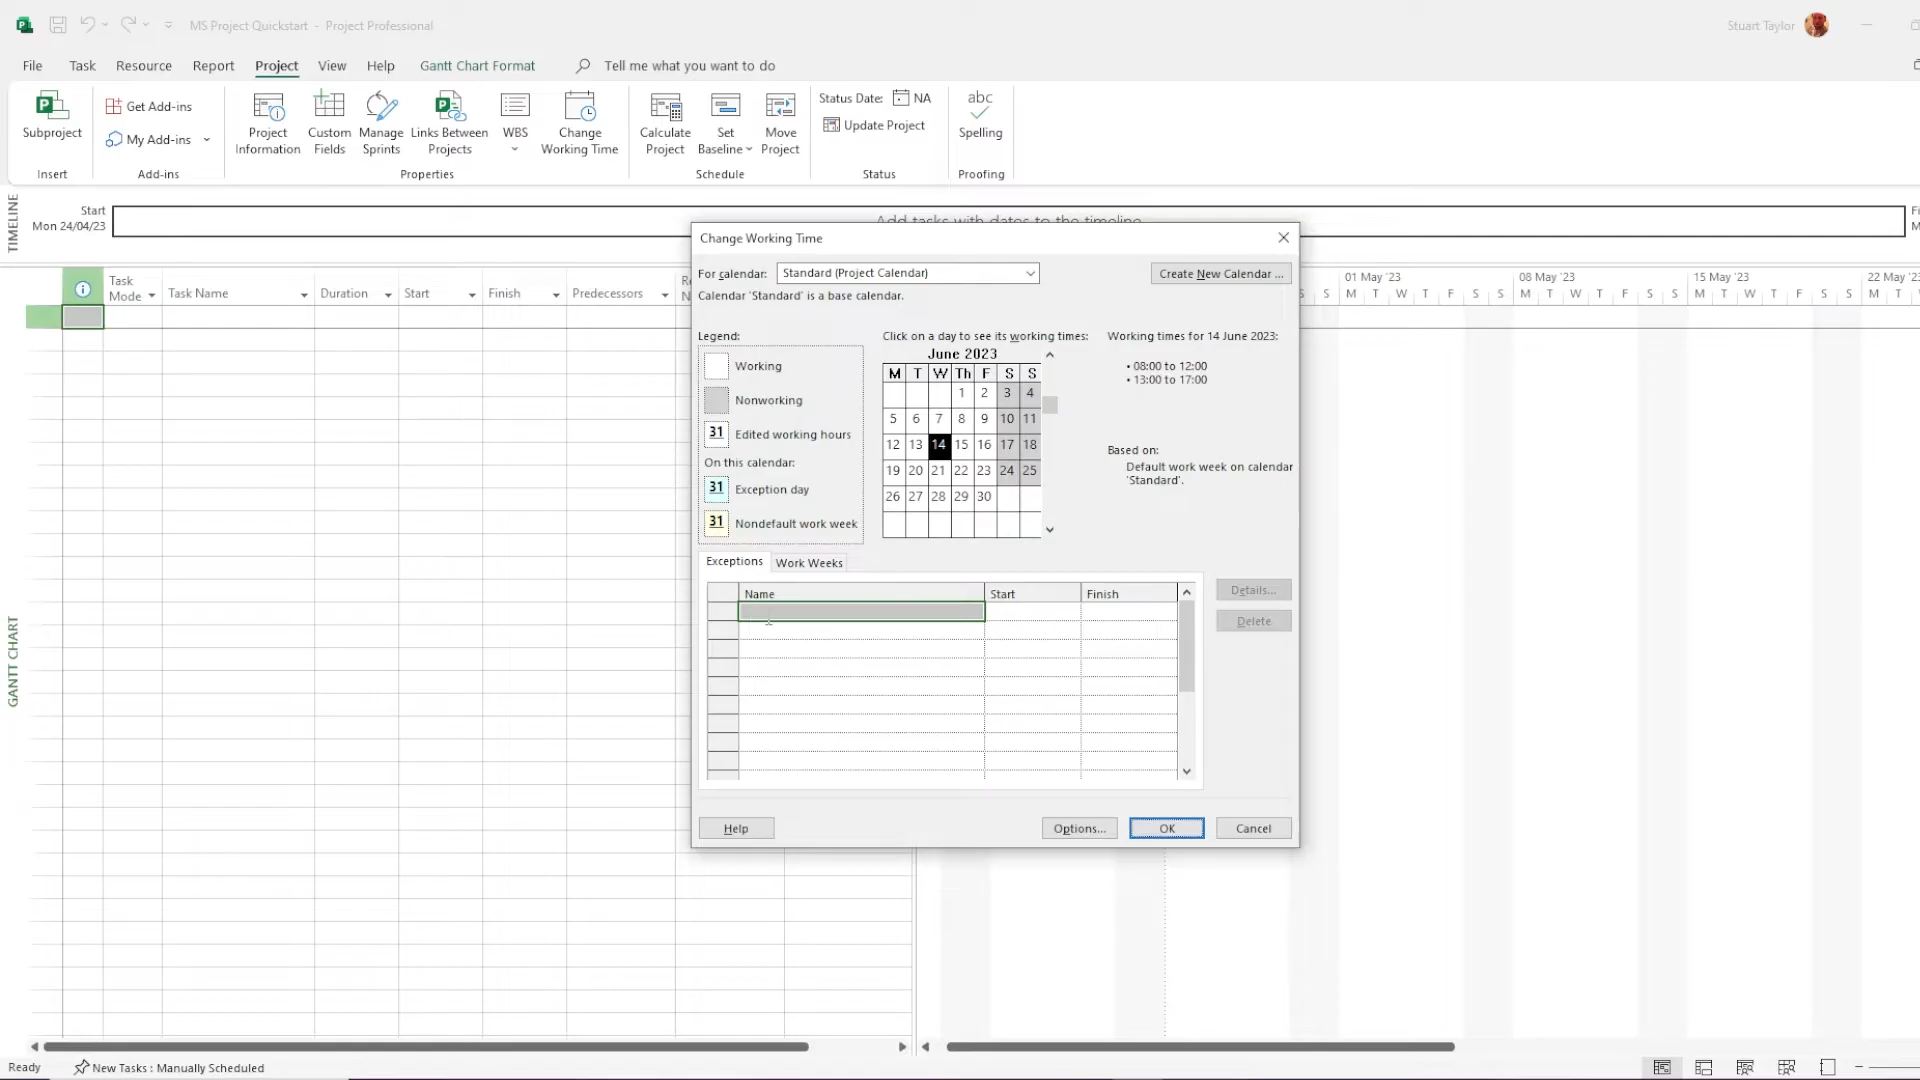 MS Project Quickstart - Project Professional
Stuart Taylor
File Task Resource Report Project View Help Gantt Chart Format Tell me what you want to do
Subproject
Insert
Get Add-ins
My Add-ins
Add-ins
Project Information
Custom Fields
Manage Sprints
Links Between Projects
WBS
Change Working Time
Properties
Calculate Project
Set Baseline
Move Project
Schedule
Status Date: NA
Update Project
Status
abc
Spelling
Proofing
TIMELINE
Start
Mon 24/04/23
Add tasks with dates to the timeline
Task Mode
Task Name
Duration
Start
Finish
Predecessors
01 May '23
08 May '23
15 May '23
22 May '23
S S M T W T F S S M T W T F S S M T W T F S S M T
GANTT CHART
Change Working Time
For calendar: Standard (Project Calendar)
Create New Calendar ...
Calendar 'Standard' is a base calendar.
Legend:
Working
Nonworking
31 Edited working hours
On this calendar:
31 Exception day
31 Nondefault work week
Click on a day to see its working times:
June 2023
M T W Th F S S
1 2 3 4
5 6 7 8 9 10 11
12 13 14 15 16 17 18
19 20 21 22 23 24 25
26 27 28 29 30
Working times for 14 June 2023:
• 08:00 to 12:00
• 13:00 to 17:00
Based on:
Default work week on calendar
'Standard'.
Exceptions Work Weeks
Name Start Finish
Details...
Delete
Help
Options...
OK
Cancel
Ready
New Tasks : Manually Scheduled